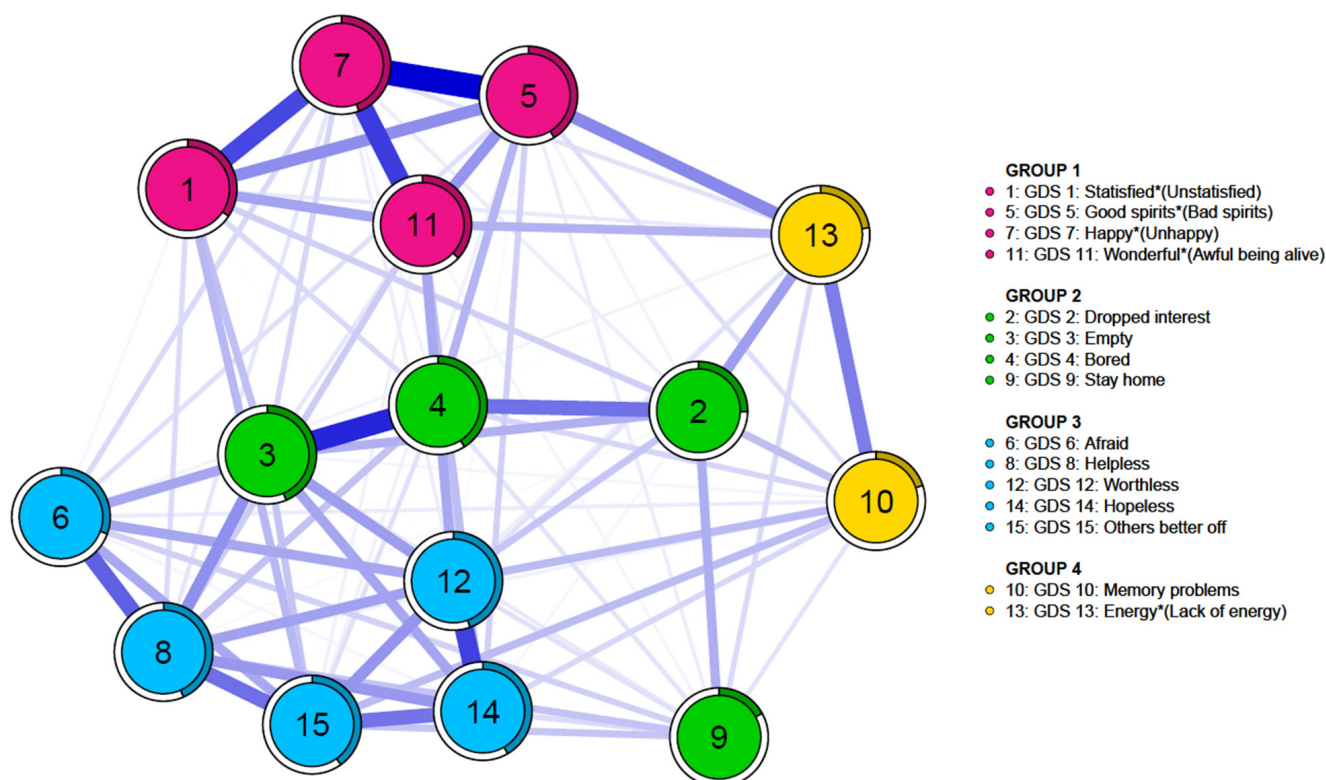 7
5
1
11
13
4
2
3
6
10
12
8
14
15
9
GROUP 1
1: GDS 1: Statisfied*(Unstatisfied)
5: GDS 5: Good spirits*(Bad spirits)
7: GDS 7: Happy*(Unhappy)
11: GDS 11: Wonderful*(Awful being alive)
GROUP 2
2: GDS 2: Dropped interest
3: GDS 3: Empty
4: GDS 4: Bored
9: GDS 9: Stay home
GROUP 3
6: GDS 6: Afraid
8: GDS 8: Helpless
12: GDS 12: Worthless
14: GDS 14: Hopeless
15: GDS 15: Others better off
GROUP 4
10: GDS 10: Memory problems
13: GDS 13: Energy*(Lack of energy)